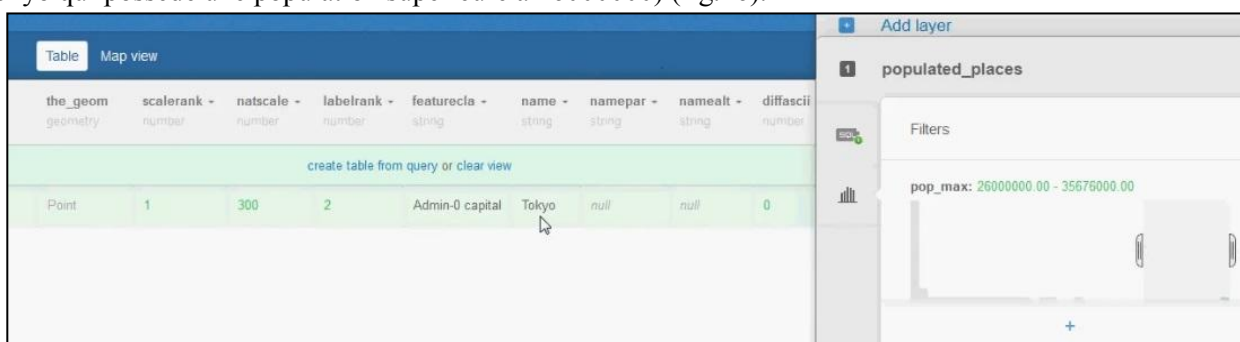 Add layer
Table Map view
1 populated_places
the_geom scalerank natscale labelrank featurecla name namepar namealt diffascii
geometry number number number string string string string number
SQL Filters
create table from query or clear view
pop_max: 26000000.00 - 35676000.00
Point 1 300 2 Admin-0 capital Tokyo null null 0
+